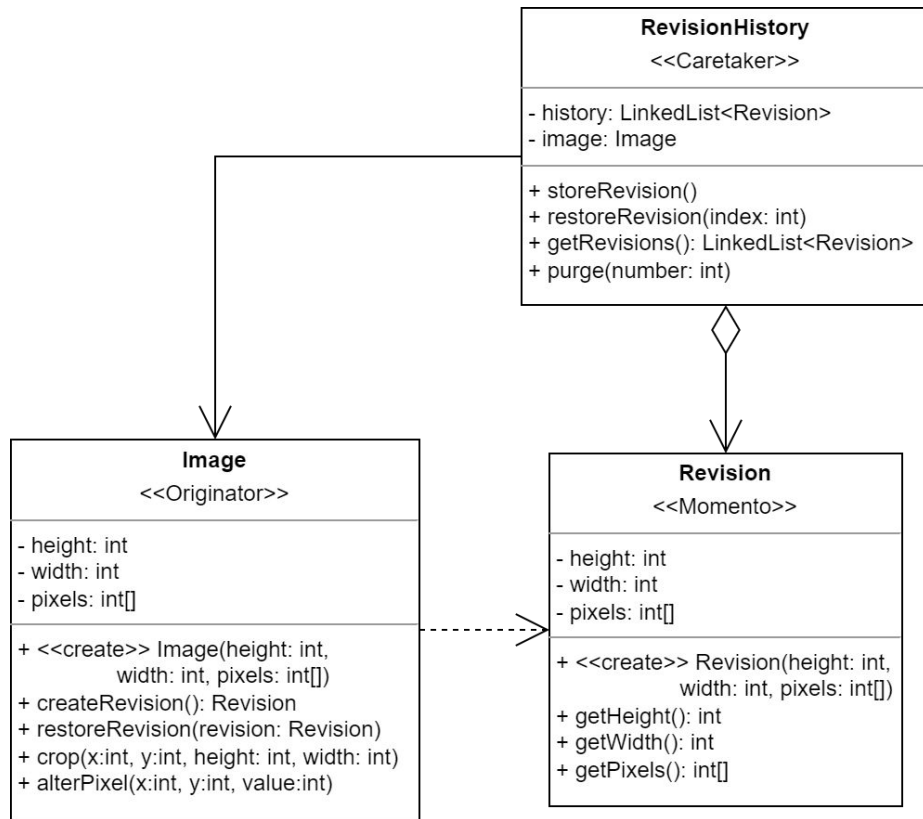 RevisionHistory
<<Caretaker>>
- history: LinkedList<Revision>
- image: Image
+ storeRevision()
+ restoreRevision(index: int)
+ getRevisions(): LinkedList<Revision>
+ purge(number: int)
Image
<<Originator>>
- height: int
- width: int
- pixels: int[]
+ <<create>> Image(height: int,
width: int, pixels: int[])
+ createRevision(): Revision
+ restoreRevision(revision: Revision)
+ crop(x:int, y:int, height: int, width: int)
+ alterPixel(x:int, y:int, value:int)
Revision
<<Momento>>
- height: int
- width: int
- pixels: int[]
+ <<create>> Revision(height: int,
width: int, pixels: int[])
+ getHeight(): int
+ getWidth(): int
+ getPixels(): int[]